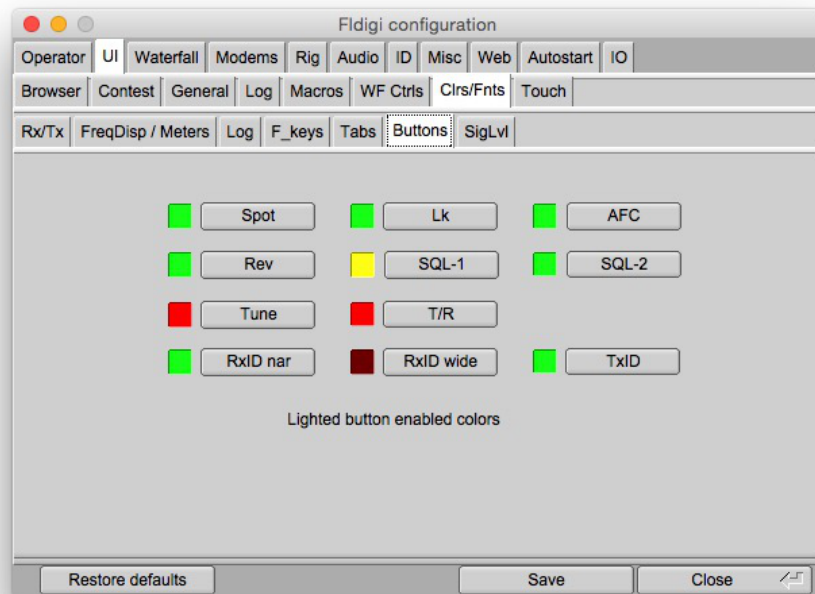 Fldigi configuration
Operator UI Waterfall Modems Rig Audio ID Misc Web Autostart IO
Browser Contest General Log Macros WF Ctrls Clrs/Fnts Touch
Rx/Tx FreqDisp / Meters Log F_keys Tabs Buttons SigLvl
Spot Lk AFC
Rev SQL-1 SQL-2
Tune T/R
RxID nar RxID wide TxID
Lighted button enabled colors
Restore defaults Save Close